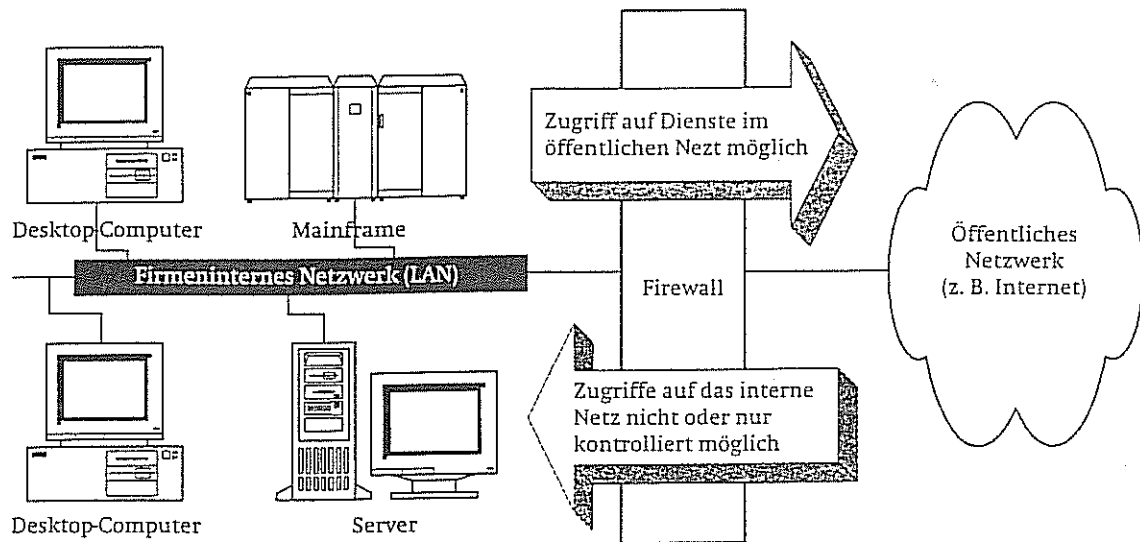 Zugriff auf Dienste im
öffentlichen Nezt möglich
Desktop-Computer
Mainframe
Öffentliches
Netzwerk
(z. B. Internet)
Firmeninternes Netzwerk (LAN)
Firewall
Zugriffe auf das interne
Netz nicht oder nur
kontrolliert möglich
Desktop-Computer
Server